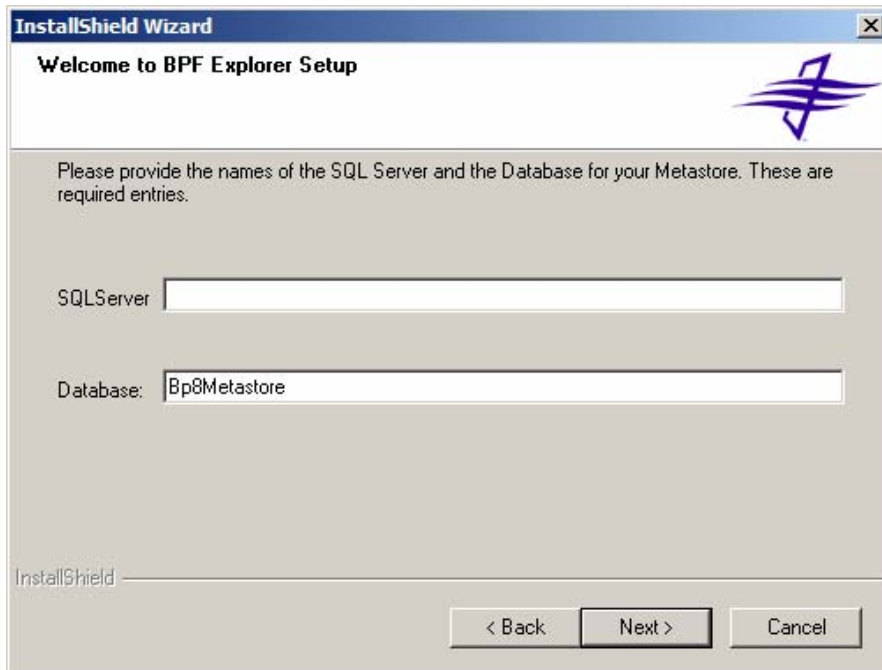 InstallShield Wizard
Welcome to BPF Explorer Setup
Please provide the names of the SQL Server and the Database for your Metastore. These are
required entries.
SQLServer
Database: Bp8Metastore
InstallShield
< Back Next > Cancel